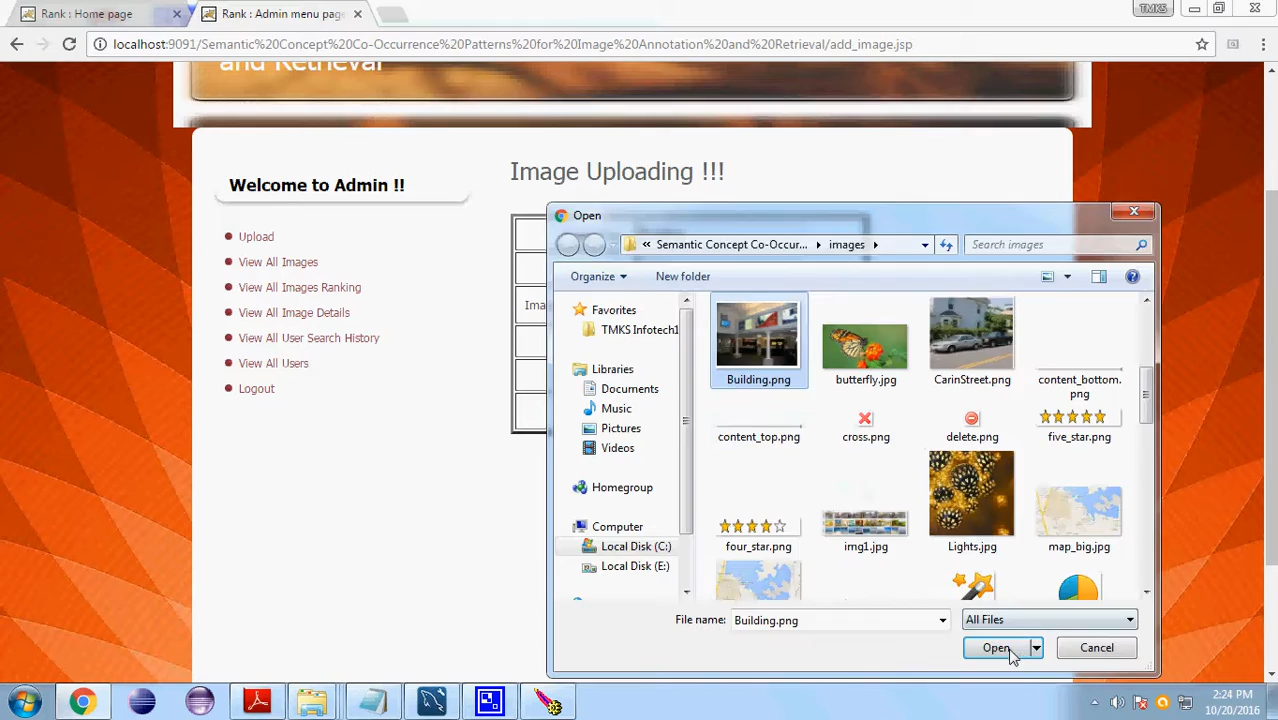 Rank : Home page
Rank : Admin menu page
TMKS
localhost:9091/Semantic%20Concept%20Co-Occurrence%20Patterns%20for%20Image%20Annotation%20and%20Retrieval/add_image.jsp
and Retrieval
Welcome to Admin !!
Upload
View All Images
View All Images Ranking
View All Image Details
View All User Search History
View All Users
Logout
Image Uploading !!!
Ima
Open
« Semantic Concept Co-Occur... ▸ images ▸
Search images
Organize
New folder
Favorites
TMKS Infotech1
Libraries
Documents
Music
Pictures
Videos
Homegroup
Computer
Local Disk (C:)
Local Disk (E:)
Building.png
butterfly.jpg
CarinStreet.png
content_bottom.
png
content_top.png
cross.png
delete.png
five_star.png
four_star.png
img1.jpg
Lights.jpg
map_big.jpg
File name:
Building.png
All Files
Open
Cancel
2:24 PM
10/20/2016